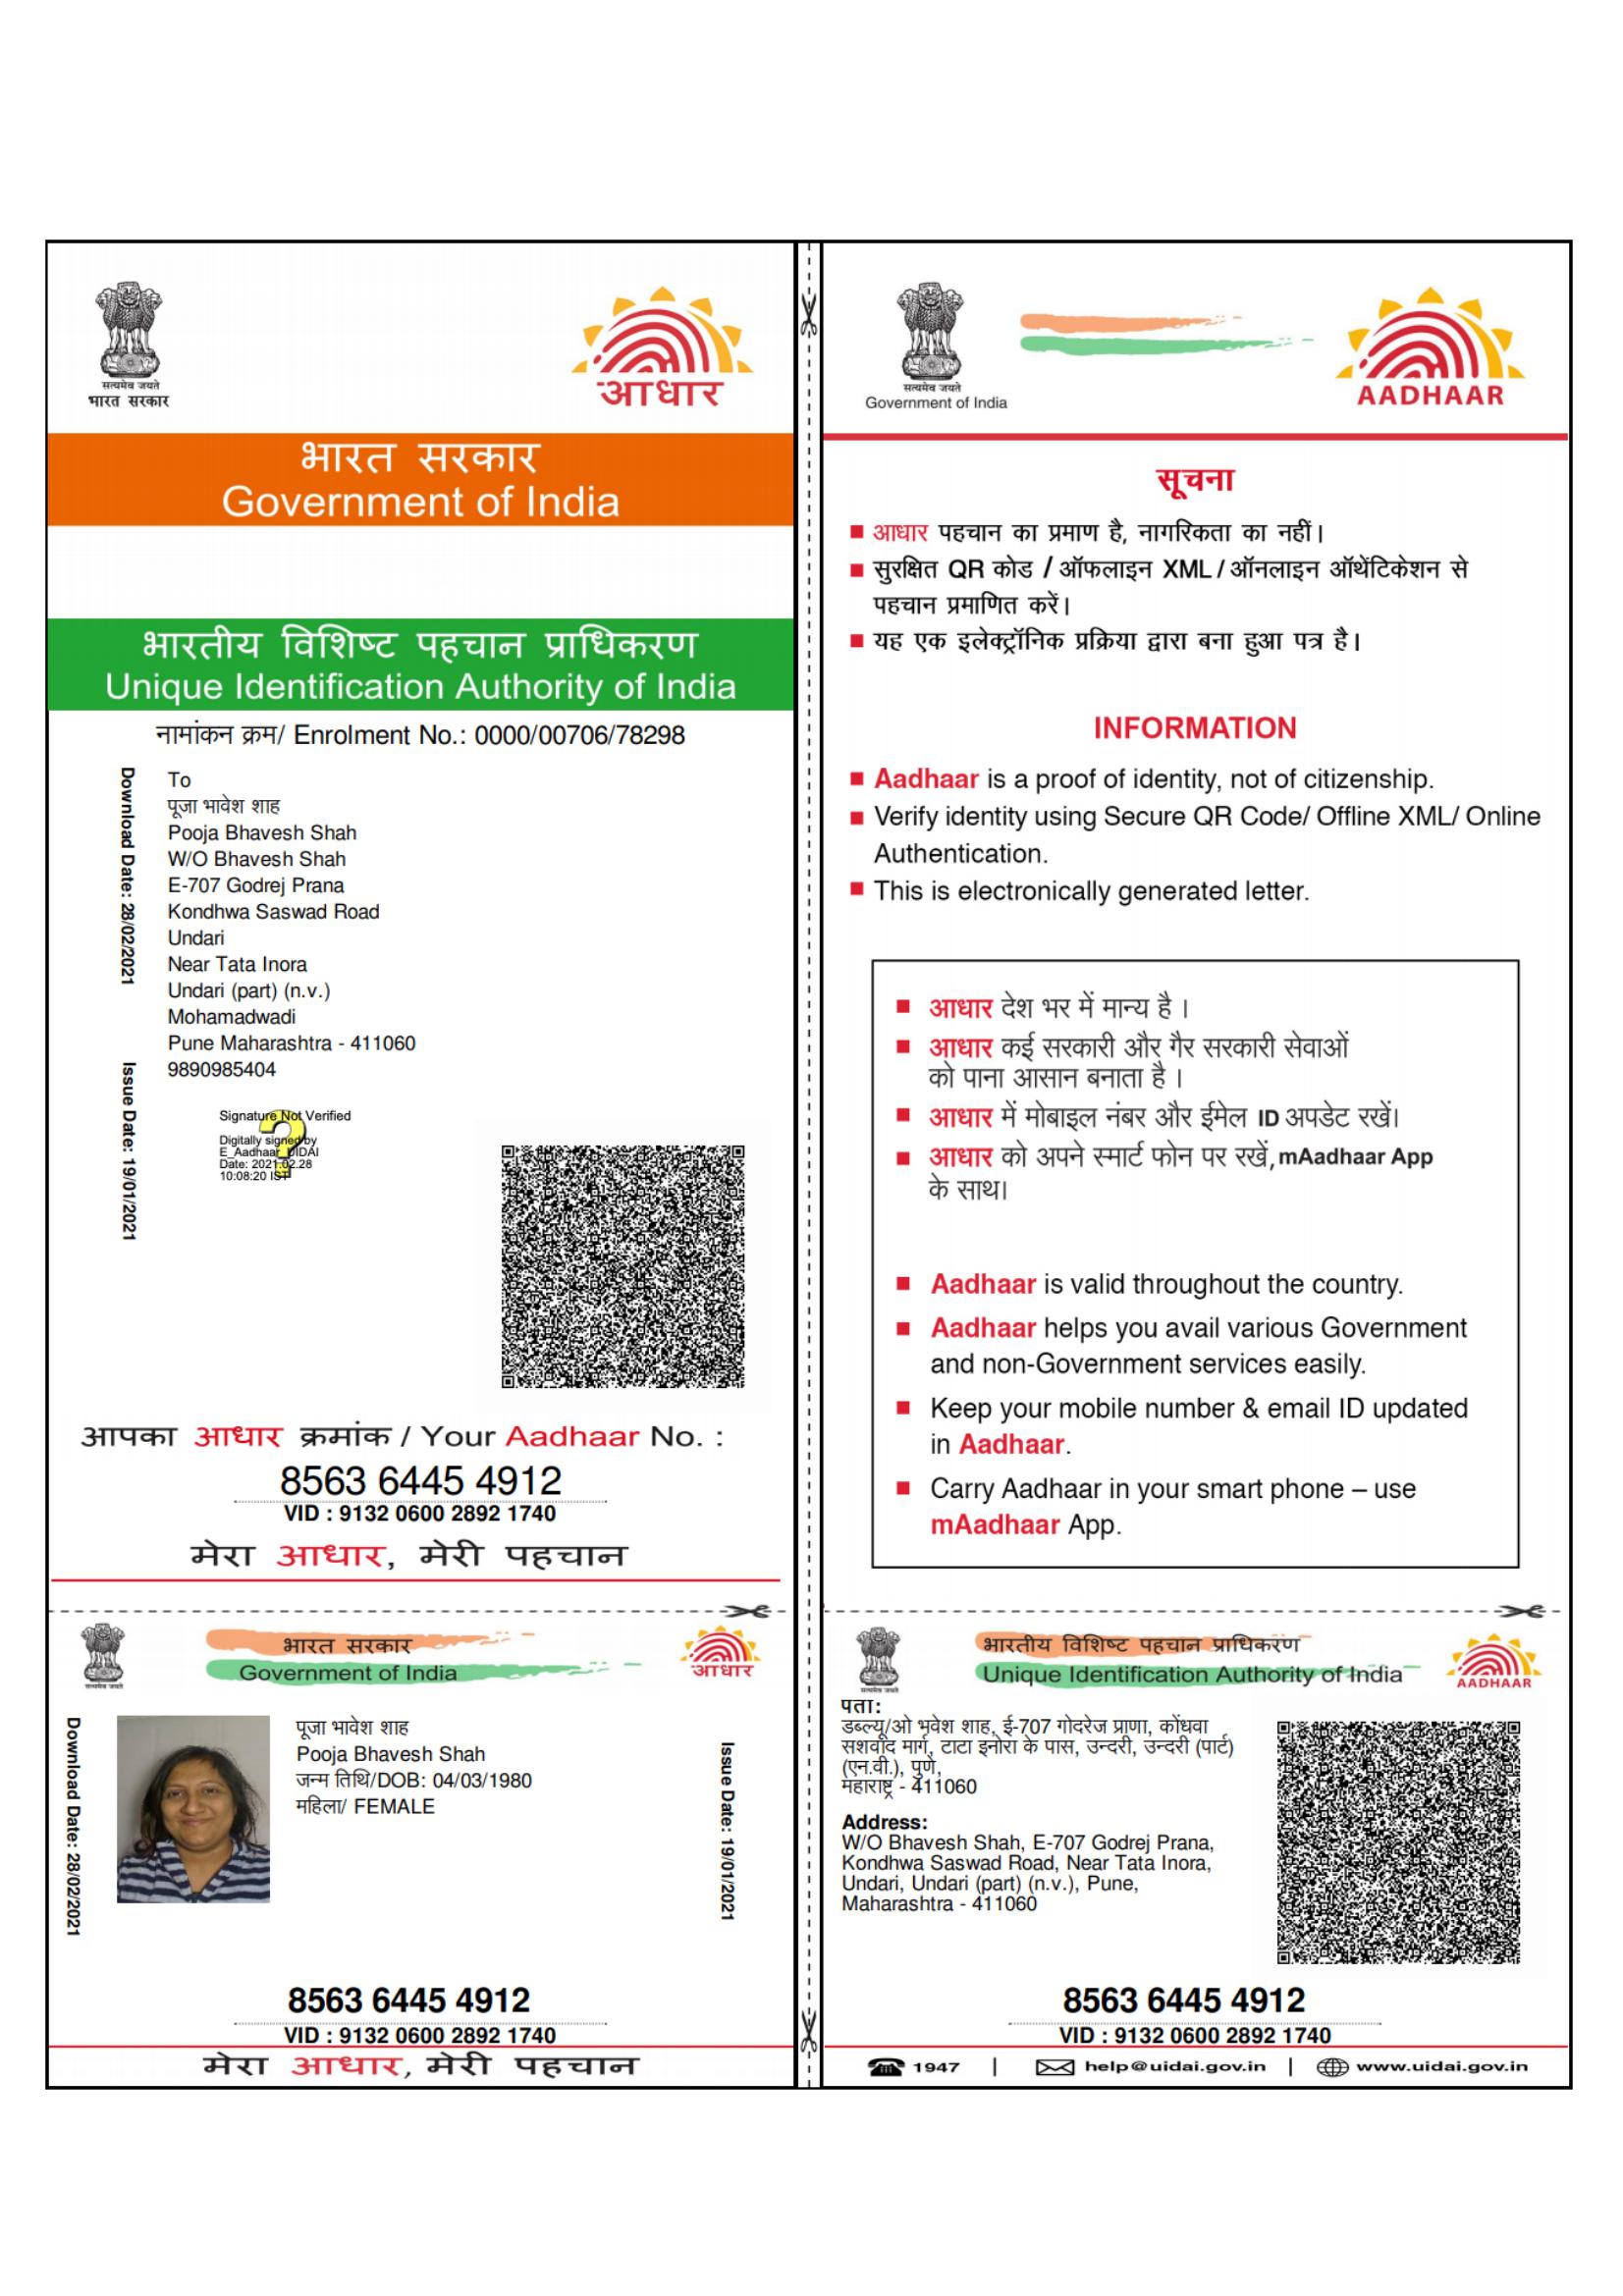 सत्यमेव जयते
भारत सरकार
आधार
भारत सरकार
Government of India
भारतीय विशिष्ट पहचान प्राधिकरण
Unique Identification Authority of India
नामांकन क्रम/ Enrolment No.: 0000/00706/78298
Download Date: 28/02/2021
Issue Date: 19/01/2021
To
पूजा भावेश शाह
Pooja Bhavesh Shah
W/O Bhavesh Shah
E-707 Godrej Prana
Kondhwa Saswad Road
Undari
Near Tata Inora
Undari (part) (n.v.)
Mohamadwadi
Pune Maharashtra - 411060
9890985404
Signature Not Verified
Digitally signed by
E_Aadhaar_UIDAI
Date: 2021.02.28
10:08:20 IST
आपका आधार क्रमांक / Your Aadhaar No. :
8563 6445 4912
VID : 9132 0600 2892 1740
मेरा आधार, मेरी पहचान
सत्यमेव जयते
Government of India
AADHAAR
सूचना
आधार पहचान का प्रमाण है, नागरिकता का नहीं।
सुरक्षित QR कोड / ऑफलाइन XML / ऑनलाइन ऑथेंटिकेशन से
पहचान प्रमाणित करें।
यह एक इलेक्ट्रॉनिक प्रक्रिया द्वारा बना हुआ पत्र है।
INFORMATION
Aadhaar is a proof of identity, not of citizenship.
Verify identity using Secure QR Code/ Offline XML/ Online
Authentication.
This is electronically generated letter.
आधार देश भर में मान्य है ।
आधार कई सरकारी और गैर सरकारी सेवाओं
को पाना आसान बनाता है ।
आधार में मोबाइल नंबर और ईमेल ID अपडेट रखें।
आधार को अपने स्मार्ट फोन पर रखें, mAadhaar App
के साथ।
Aadhaar is valid throughout the country.
Aadhaar helps you avail various Government
and non-Government services easily.
Keep your mobile number & email ID updated
in Aadhaar.
Carry Aadhaar in your smart phone – use
mAadhaar App.
सत्यमेव जयते
भारत सरकार
Government of India
आधार
Download Date: 28/02/2021
पूजा भावेश शाह
Pooja Bhavesh Shah
जन्म तिथि/DOB: 04/03/1980
महिला/ FEMALE
Issue Date: 19/01/2021
8563 6445 4912
VID : 9132 0600 2892 1740
मेरा आधार, मेरी पहचान
सत्यमेव जयते
भारतीय विशिष्ट पहचान प्राधिकरण
Unique Identification Authority of India
AADHAAR
पता:
डब्ल्यू/ओ भवेश शाह, ई-707 गोदरेज प्राणा, कोंधवा
सशवाद मार्ग, टाटा इनोरा के पास, उन्दरी, उन्दरी (पार्ट)
(एन.वी.), पुणे,
महाराष्ट्र - 411060
Address:
W/O Bhavesh Shah, E-707 Godrej Prana,
Kondhwa Saswad Road, Near Tata Inora,
Undari, Undari (part) (n.v.), Pune,
Maharashtra - 411060
8563 6445 4912
VID : 9132 0600 2892 1740
1947 | help@uidai.gov.in | www.uidai.gov.in